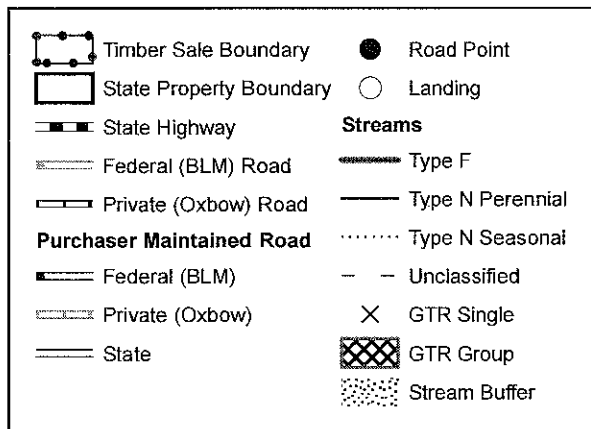 Timber Sale Boundary
State Property Boundary
State Highway
Federal (BLM) Road
Private (Oxbow) Road
Purchaser Maintained Road
Federal (BLM)
Private (Oxbow)
State
Road Point
Landing
Streams
Type F
Type N Perennial
Type N Seasonal
Unclassified
GTR Single
GTR Group
Stream Buffer